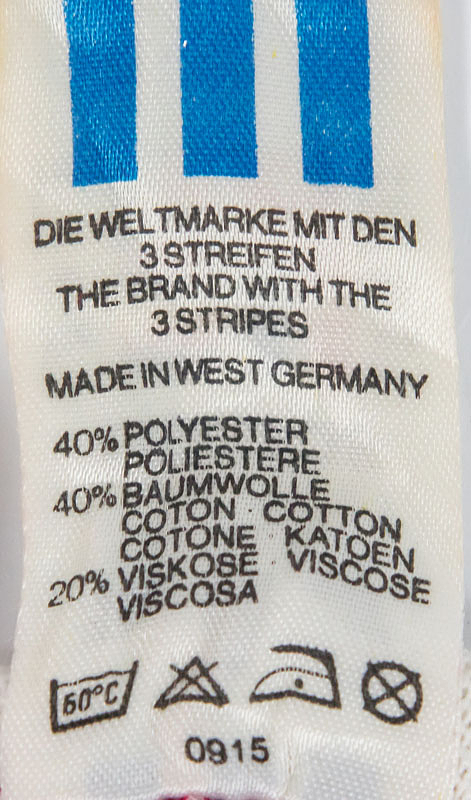 DIE WELTMARKE MIT DEN
3 STREIFEN
THE BRAND WITH THE
3 STRIPES
MADE IN WEST GERMANY
40% POLYESTER
POLIESTERE
40% BAUMWOLLE
COTON COTTON
COTONE KATOEN
20% VISKOSE VISCOSE
VISCOSA
60°C
0915